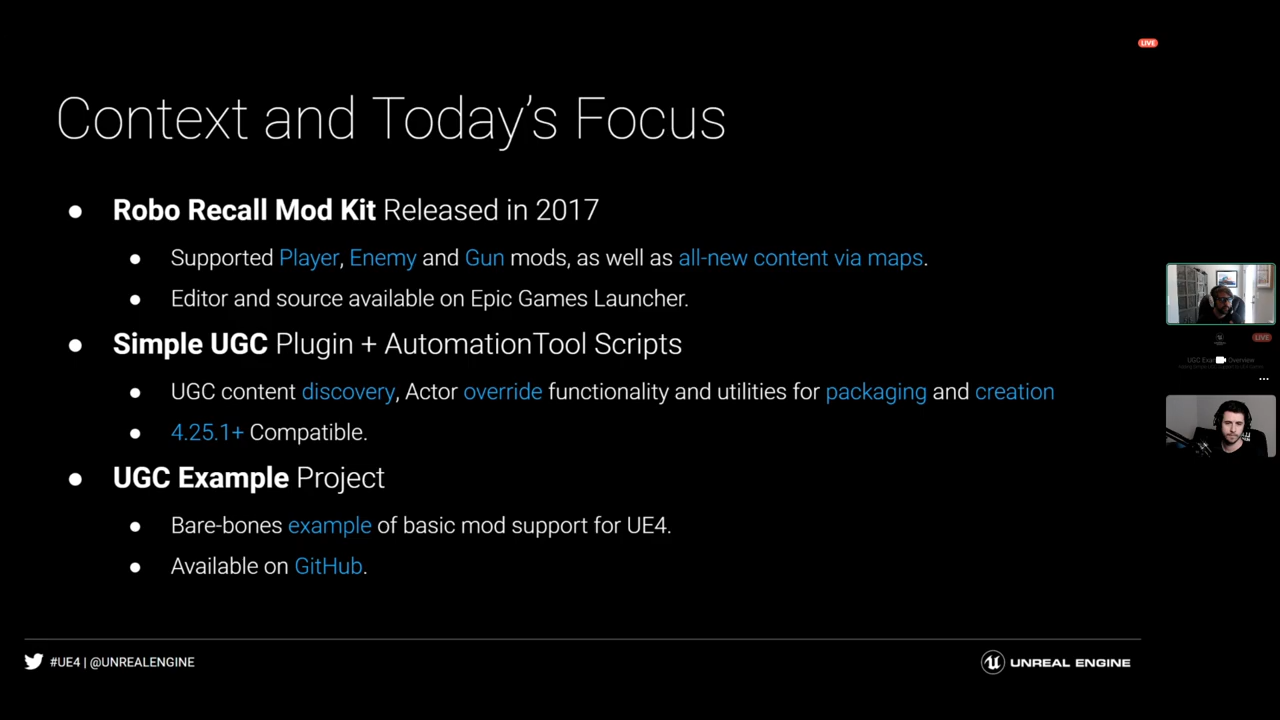 LIVE
Context and Today's Focus
● Robo Recall Mod Kit Released in 2017
● Supported Player, Enemy and Gun mods, as well as all-new content via maps.
● Editor and source available on Epic Games Launcher.
● Simple UGC Plugin + AutomationTool Scripts
● UGC content discovery, Actor override functionality and utilities for packaging and creation
● 4.25.1+ Compatible.
● UGC Example Project
● Bare-bones example of basic mod support for UE4.
● Available on GitHub.
#UE4 | @UNREALENGINE
UNREAL ENGINE
LIVE